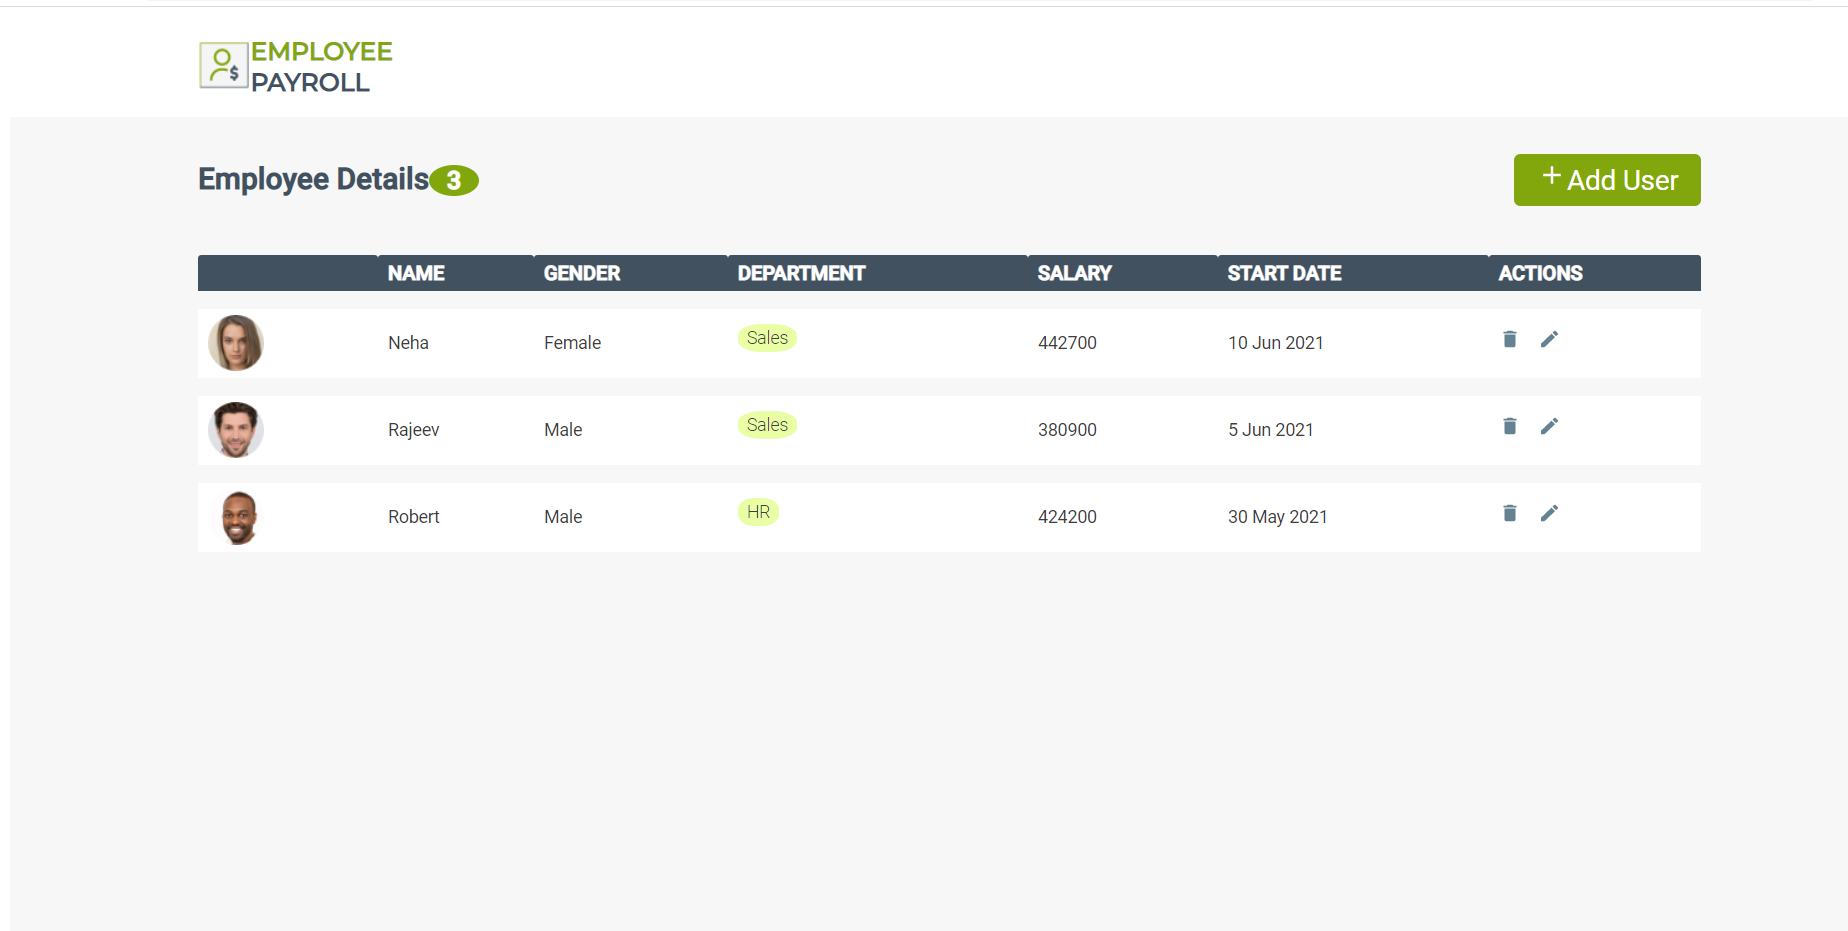 EMPLOYEE
PAYROLL
$
Employee Details 3
+ Add User
NAME GENDER DEPARTMENT SALARY START DATE ACTIONS
Neha Female Sales 442700 10 Jun 2021
Rajeev Male Sales 380900 5 Jun 2021
Robert Male HR 424200 30 May 2021